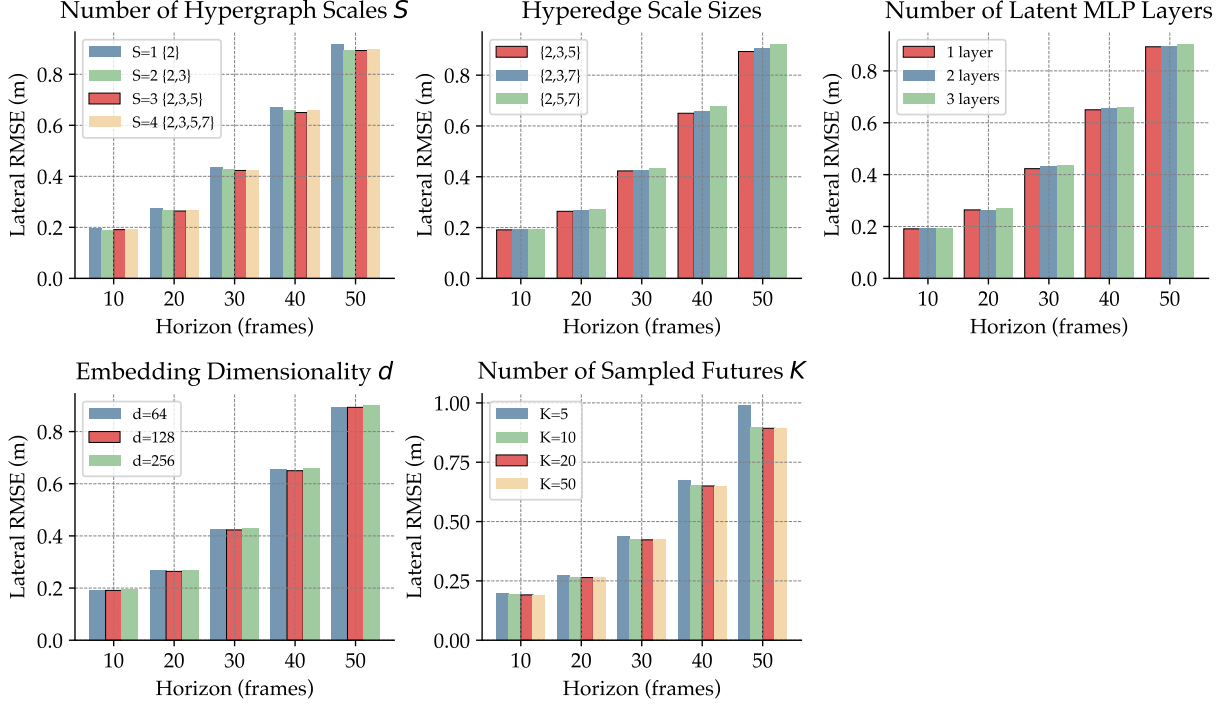 Number of Hypergraph Scales S
Lateral RMSE (m)
0.8
0.6
0.4
0.2
0.0
S=1 {2}
S=2 {2,3}
S=3 {2,3,5}
S=4 {2,3,5,7}
10 20 30 40 50
Horizon (frames)
Hyperedge Scale Sizes
Lateral RMSE (m)
0.8
0.6
0.4
0.2
0.0
{2,3,5}
{2,3,7}
{2,5,7}
10 20 30 40 50
Horizon (frames)
Number of Latent MLP Layers
Lateral RMSE (m)
0.8
0.6
0.4
0.2
0.0
1 layer
2 layers
3 layers
10 20 30 40 50
Horizon (frames)
Embedding Dimensionality d
Lateral RMSE (m)
0.8
0.6
0.4
0.2
0.0
d=64
d=128
d=256
10 20 30 40 50
Horizon (frames)
Number of Sampled Futures K
Lateral RMSE (m)
1.00
0.75
0.50
0.25
0.00
K=5
K=10
K=20
K=50
10 20 30 40 50
Horizon (frames)